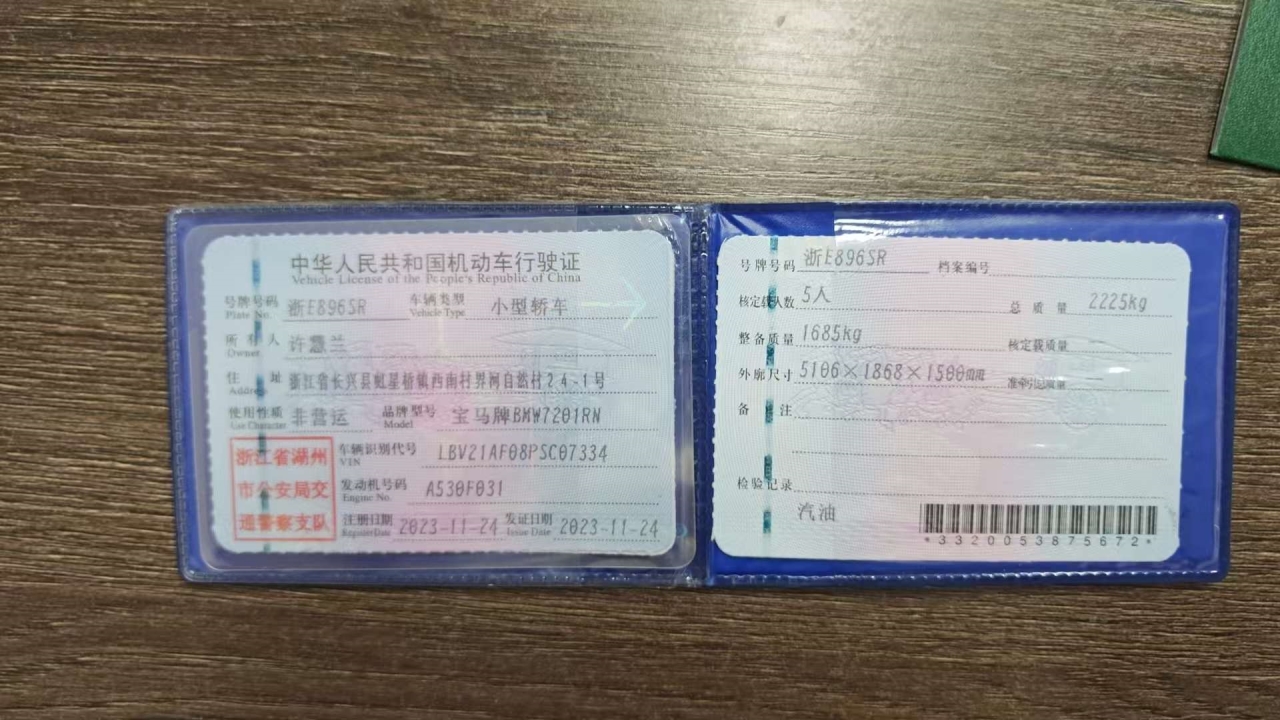 中华人民共和国机动车行驶证
Vehicle License of the People's Republic of China
号牌号码 浙E896SR 车辆类型 小型轿车
Plate No. Vehicle Type
所有人 许慧兰
Owner
住址 浙江省长兴县虹星桥镇西南村界河自然村24-1号
Address
使用性质 非营运 品牌型号 宝马牌BMW7201RN
Use Character Model
浙江省湖州
市公安局交
通警察支队
车辆识别代号 LBV21AF08PSC07334
VIN
发动机号码 A530F031
Engine No.
注册日期 2023-11-24 发证日期 2023-11-24
Register Date Issue Date
号牌号码 浙E896SR 档案编号
核定载人数 5人 总质量 2225kg
整备质量 1685kg 核定载质量
外廓尺寸 5106×1868×1500mm 准牵引总质量
备注
检验记录
汽油
*3320053875672*